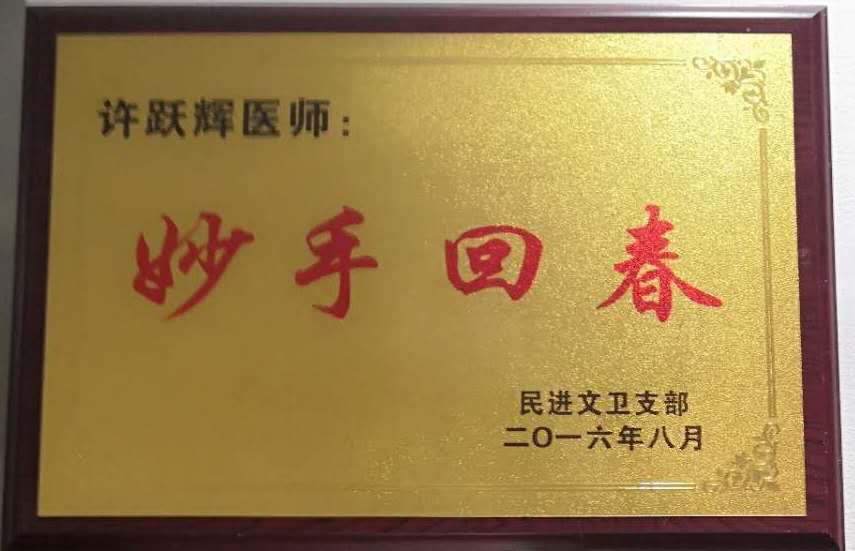 许跃辉医师：
妙手回春
民进文卫支部
二〇一六年八月